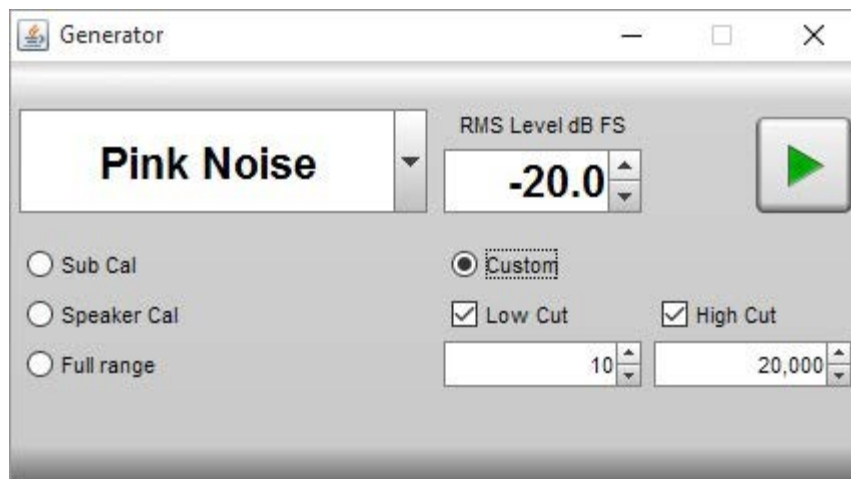 Generator
Pink Noise
RMS Level dB FS
-20.0
Sub Cal
Custom
Speaker Cal
Low Cut
High Cut
Full range
10
20,000